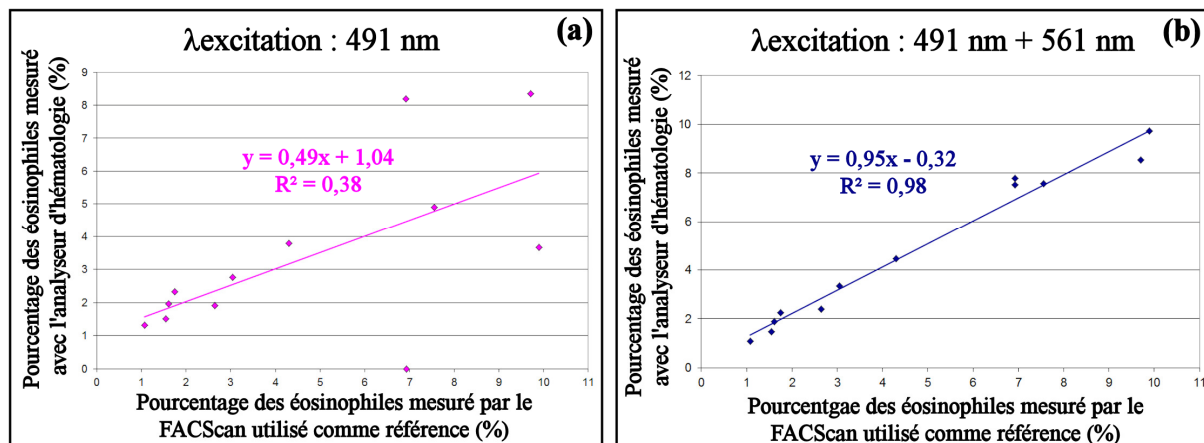 λexcitation : 491 nm
(a)
Pourcentage des éosinophiles mesuré
avec l'analyseur d'hématologie (%)
9
8
7
6
5
4
3
2
1
0
y = 0,49x + 1,04
R² = 0,38
0 1 2 3 4 5 6 7 8 9 10 11
Pourcentage des éosinophiles mesuré par le
FACScan utilisé comme référence (%)
λexcitation : 491 nm + 561 nm
(b)
Pourcentage des éosinophiles mesuré
avec l'analyseur d'hématologie (%)
12
10
8
6
4
2
0
y = 0,95x - 0,32
R² = 0,98
0 1 2 3 4 5 6 7 8 9 10 11
Pourcentgae des éosinophiles mesuré par le
FACScan utilisé comme référence (%)